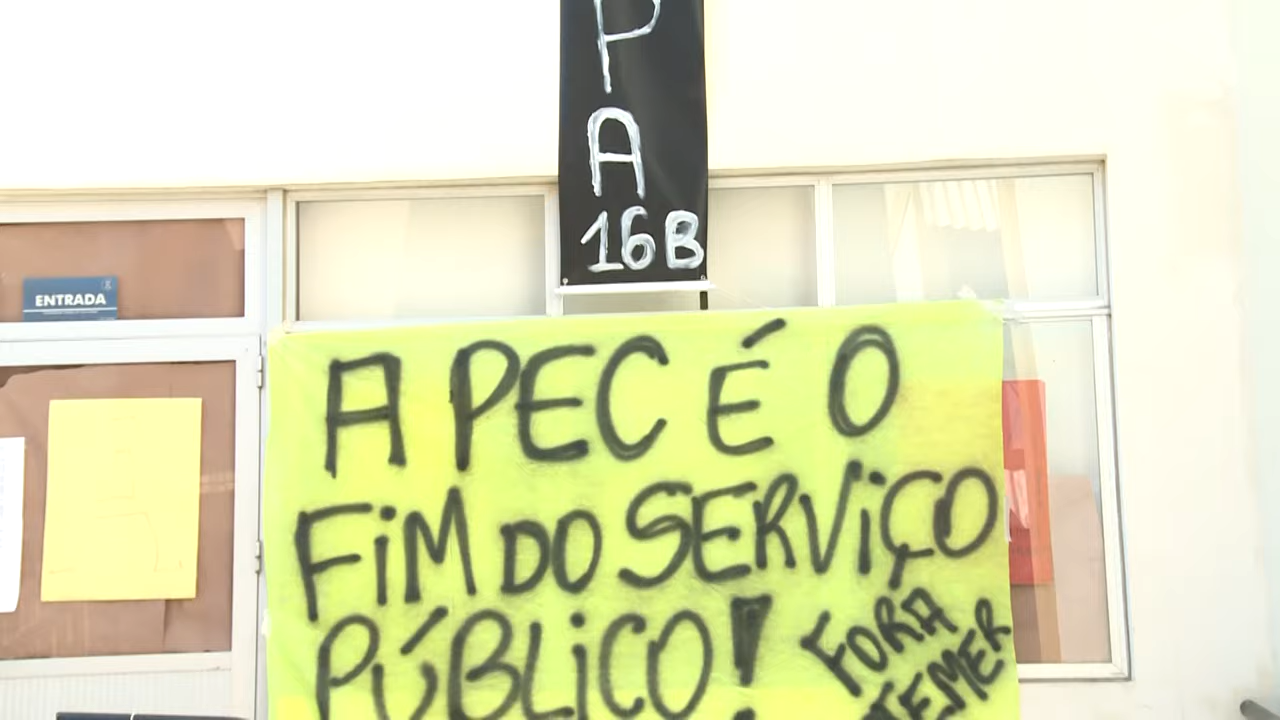 P
A
16B
ENTRADA
A PEC É O
FIM DO SERVIÇO
PÚBLICO!
FORA
TEMER